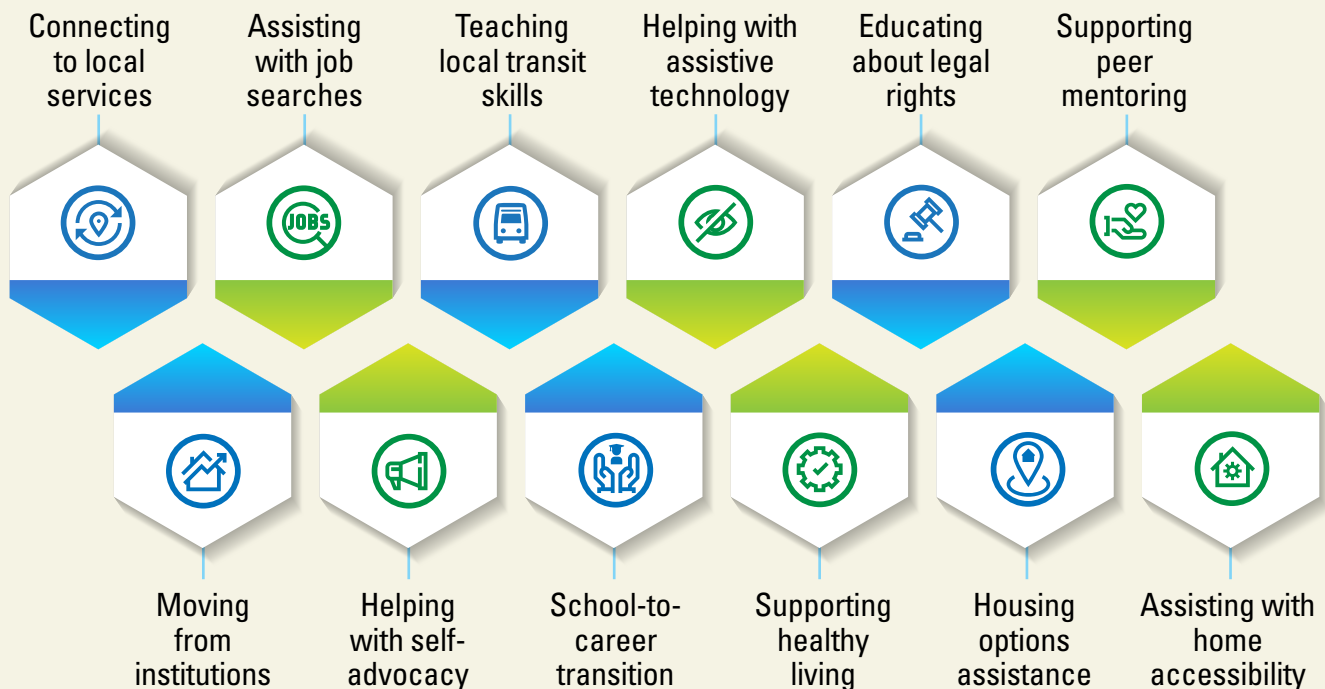 Connecting
to local
services
Assisting
with job
searches
Teaching
local transit
skills
Helping with
assistive
technology
Educating
about legal
rights
Supporting
peer
mentoring
JOBS
Moving
from
institutions
Helping
with self-
advocacy
School-to-
career
transition
Supporting
healthy
living
Housing
options
assistance
Assisting with
home
accessibility